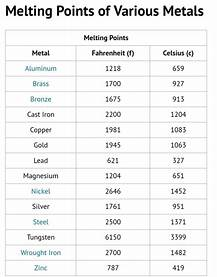 Melting Points of Various Metals
Melting Points
Metal Fahrenheit (f) Celsius (c)
Aluminum 1218 659
Brass 1700 927
Bronze 1675 913
Cast Iron 2200 1204
Copper 1981 1083
Gold 1945 1063
Lead 621 327
Magnesium 1204 651
Nickel 2646 1452
Silver 1761 951
Steel 2500 1371
Tungsten 6150 3399
Wrought Iron 2700 1482
Zinc 787 419